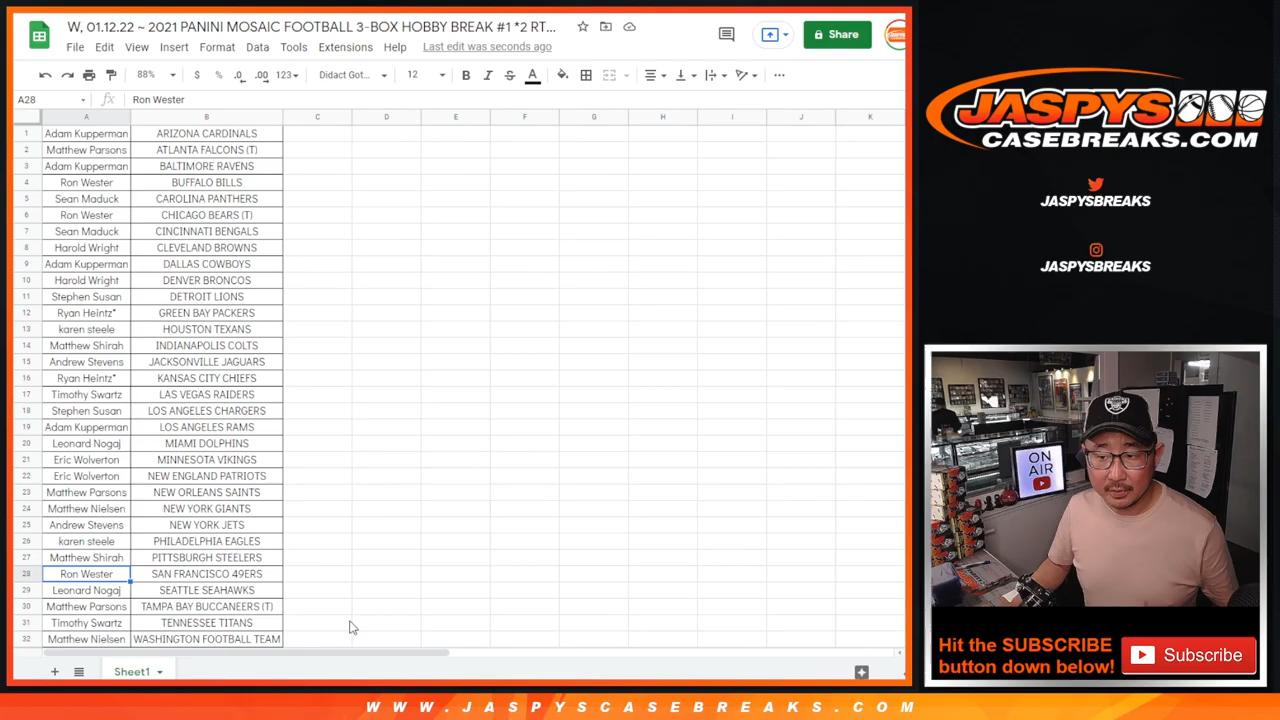 W, 01.12.22 ~ 2021 PANINI MOSAIC FOOTBALL 3-BOX HOBBY BREAK #1 *2 RT...
File Edit View Insert Format Data Tools Extensions Help Last edit was seconds ago
Share
88% $ % .0 .00 123 Didact Got... 12 B I S A
A28 fx Ron Wester
A B C D E F G H I J K
1 Adam Kupperman ARIZONA CARDINALS
2 Matthew Parsons ATLANTA FALCONS (T)
3 Adam Kupperman BALTIMORE RAVENS
4 Ron Wester BUFFALO BILLS
5 Sean Maduck CAROLINA PANTHERS
6 Ron Wester CHICAGO BEARS (T)
7 Sean Maduck CINCINNATI BENGALS
8 Harold Wright CLEVELAND BROWNS
9 Adam Kupperman DALLAS COWBOYS
10 Harold Wright DENVER BRONCOS
11 Stephen Susan DETROIT LIONS
12 Ryan Heintz* GREEN BAY PACKERS
13 karen steele HOUSTON TEXANS
14 Matthew Shirah INDIANAPOLIS COLTS
15 Andrew Stevens JACKSONVILLE JAGUARS
16 Ryan Heintz* KANSAS CITY CHIEFS
17 Timothy Swartz LAS VEGAS RAIDERS
18 Stephen Susan LOS ANGELES CHARGERS
19 Adam Kupperman LOS ANGELES RAMS
20 Leonard Nogaj MIAMI DOLPHINS
21 Eric Wolverton MINNESOTA VIKINGS
22 Eric Wolverton NEW ENGLAND PATRIOTS
23 Matthew Parsons NEW ORLEANS SAINTS
24 Matthew Nielsen NEW YORK GIANTS
25 Andrew Stevens NEW YORK JETS
26 karen steele PHILADELPHIA EAGLES
27 Matthew Shirah PITTSBURGH STEELERS
28 Ron Wester SAN FRANCISCO 49ERS
29 Leonard Nogaj SEATTLE SEAHAWKS
30 Matthew Parsons TAMPA BAY BUCCANEERS (T)
31 Timothy Swartz TENNESSEE TITANS
32 Matthew Nielsen WASHINGTON FOOTBALL TEAM
Sheet1
JASPYS
CASEBREAKS.COM
JASPYSBREAKS
JASPYSBREAKS
ON
AIR
Hit the SUBSCRIBE
button down below!
Subscribe
WWW.JASPYSCASEBREAKS.COM